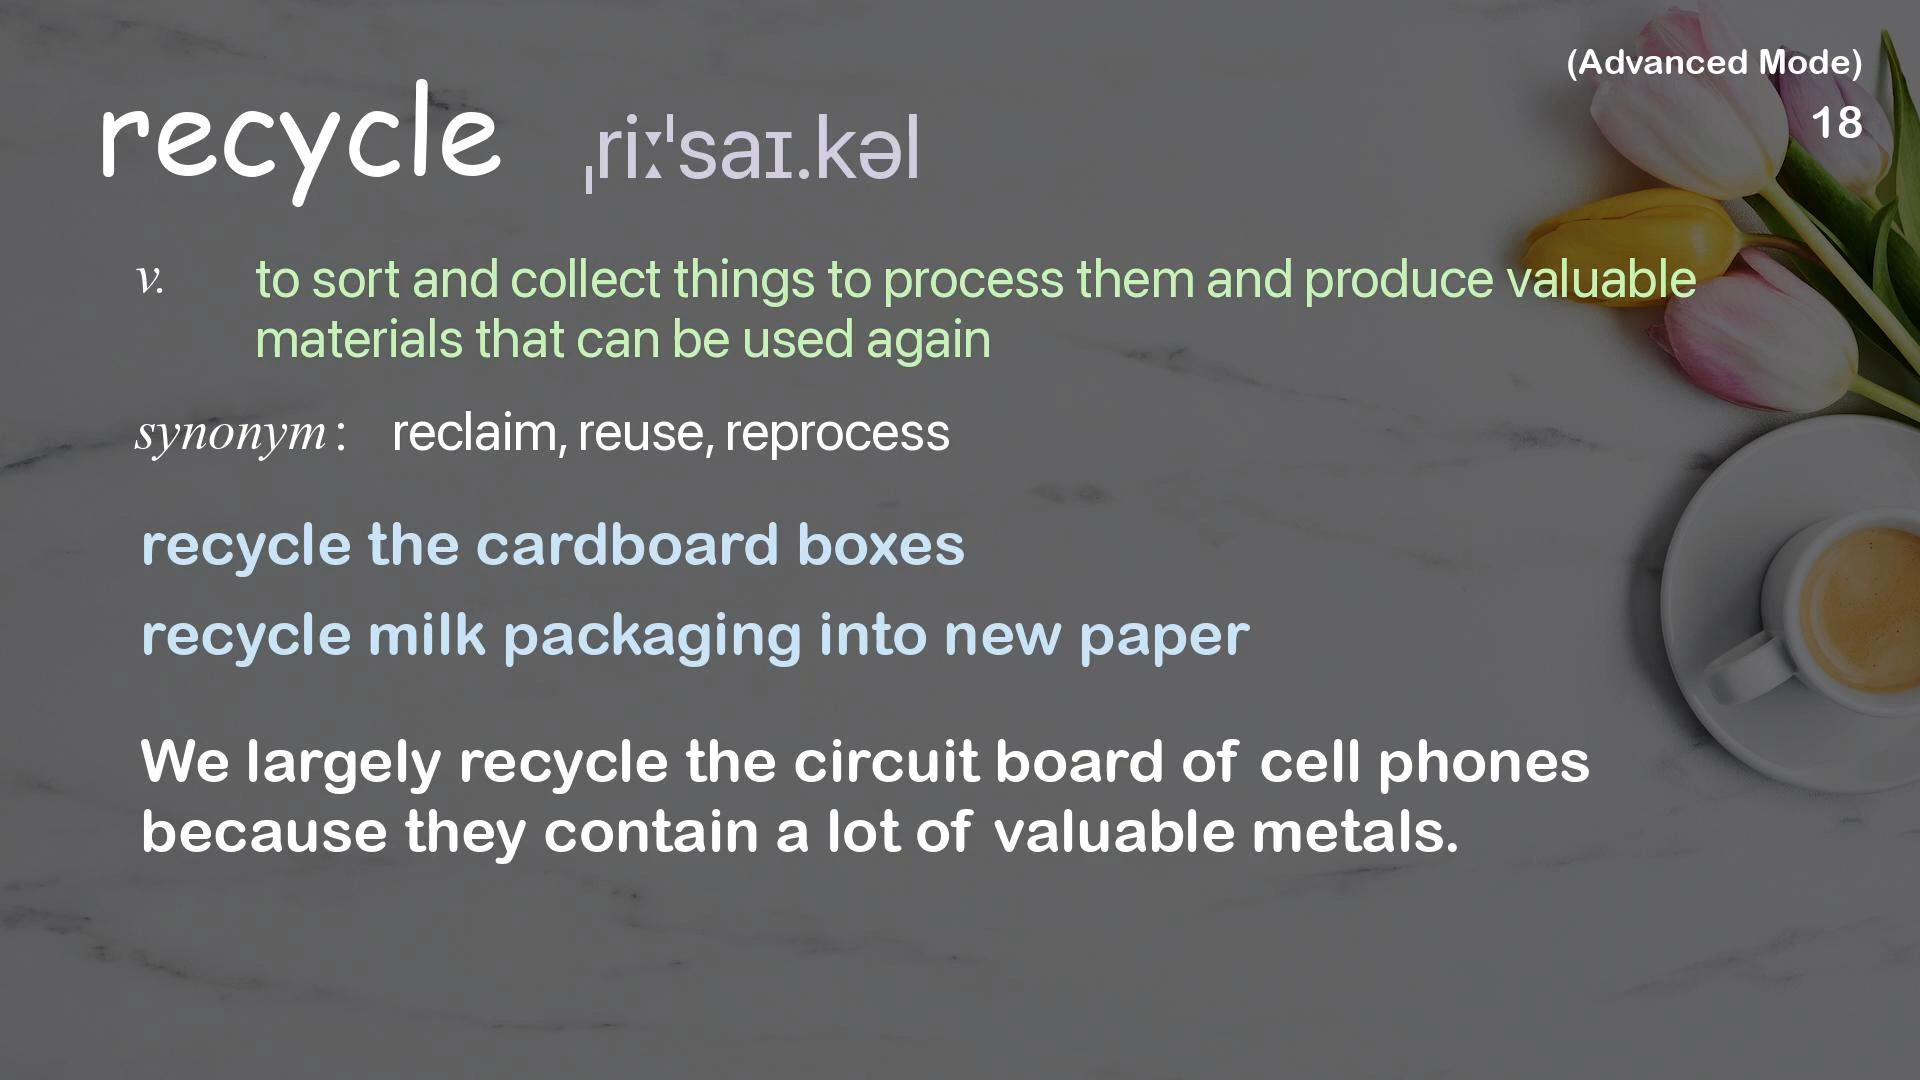 (Advanced Mode)
18
recycle ˌriːˈsaɪ.kəl
v. to sort and collect things to process them and produce valuable
materials that can be used again
synonym: reclaim, reuse, reprocess
recycle the cardboard boxes
recycle milk packaging into new paper
We largely recycle the circuit board of cell phones
because they contain a lot of valuable metals.